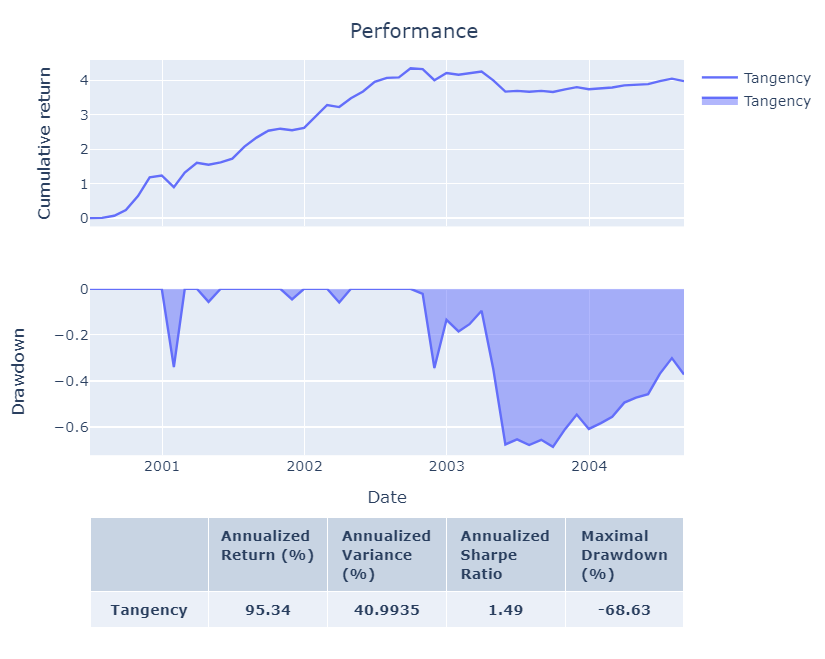 Performance
Cumulative return
4
3
2
1
0
Tangency
Tangency
Drawdown
0
−0.2
−0.4
−0.6
2001
2002
2003
2004
Date
Annualized Return (%)
Annualized Variance (%)
Annualized Sharpe Ratio
Maximal Drawdown (%)
Tangency
95.34
40.9935
1.49
-68.63